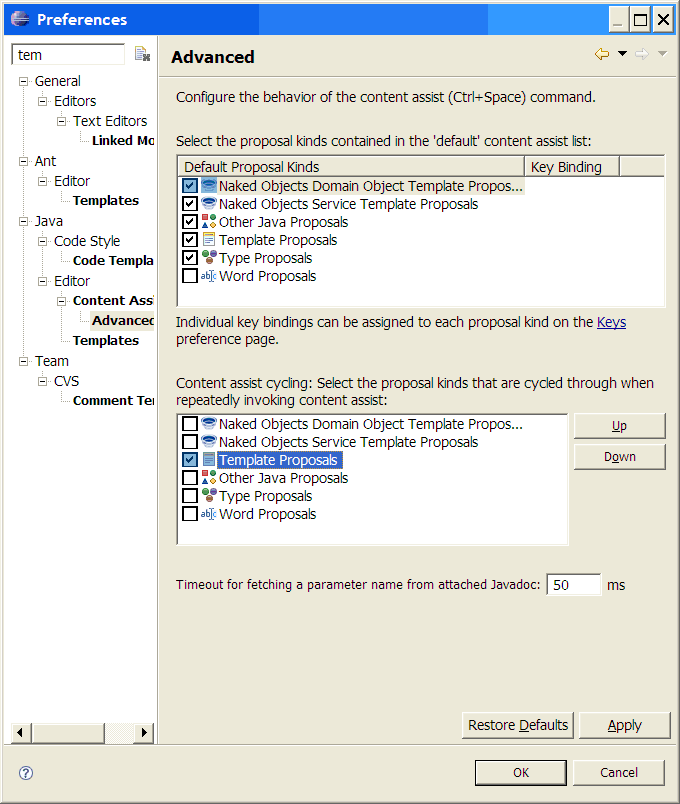 Preferences
tem
General
Editors
Text Editors
Linked Mo
Ant
Editor
Templates
Java
Code Style
Code Templa
Editor
Content Assi
Advanced
Templates
Team
CVS
Comment Ter
Advanced
Configure the behavior of the content assist (Ctrl+Space) command.
Select the proposal kinds contained in the 'default' content assist list:
Default Proposal Kinds Key Binding
Naked Objects Domain Object Template Propos...
Naked Objects Service Template Proposals
Other Java Proposals
Template Proposals
Type Proposals
Word Proposals
Individual key bindings can be assigned to each proposal kind on the Keys
preference page.
Content assist cycling: Select the proposal kinds that are cycled through when
repeatedly invoking content assist:
Naked Objects Domain Object Template Propos...
Naked Objects Service Template Proposals
Template Proposals
Other Java Proposals
Type Proposals
Word Proposals
Up
Down
Timeout for fetching a parameter name from attached Javadoc: 50 ms
Restore Defaults Apply
? OK Cancel